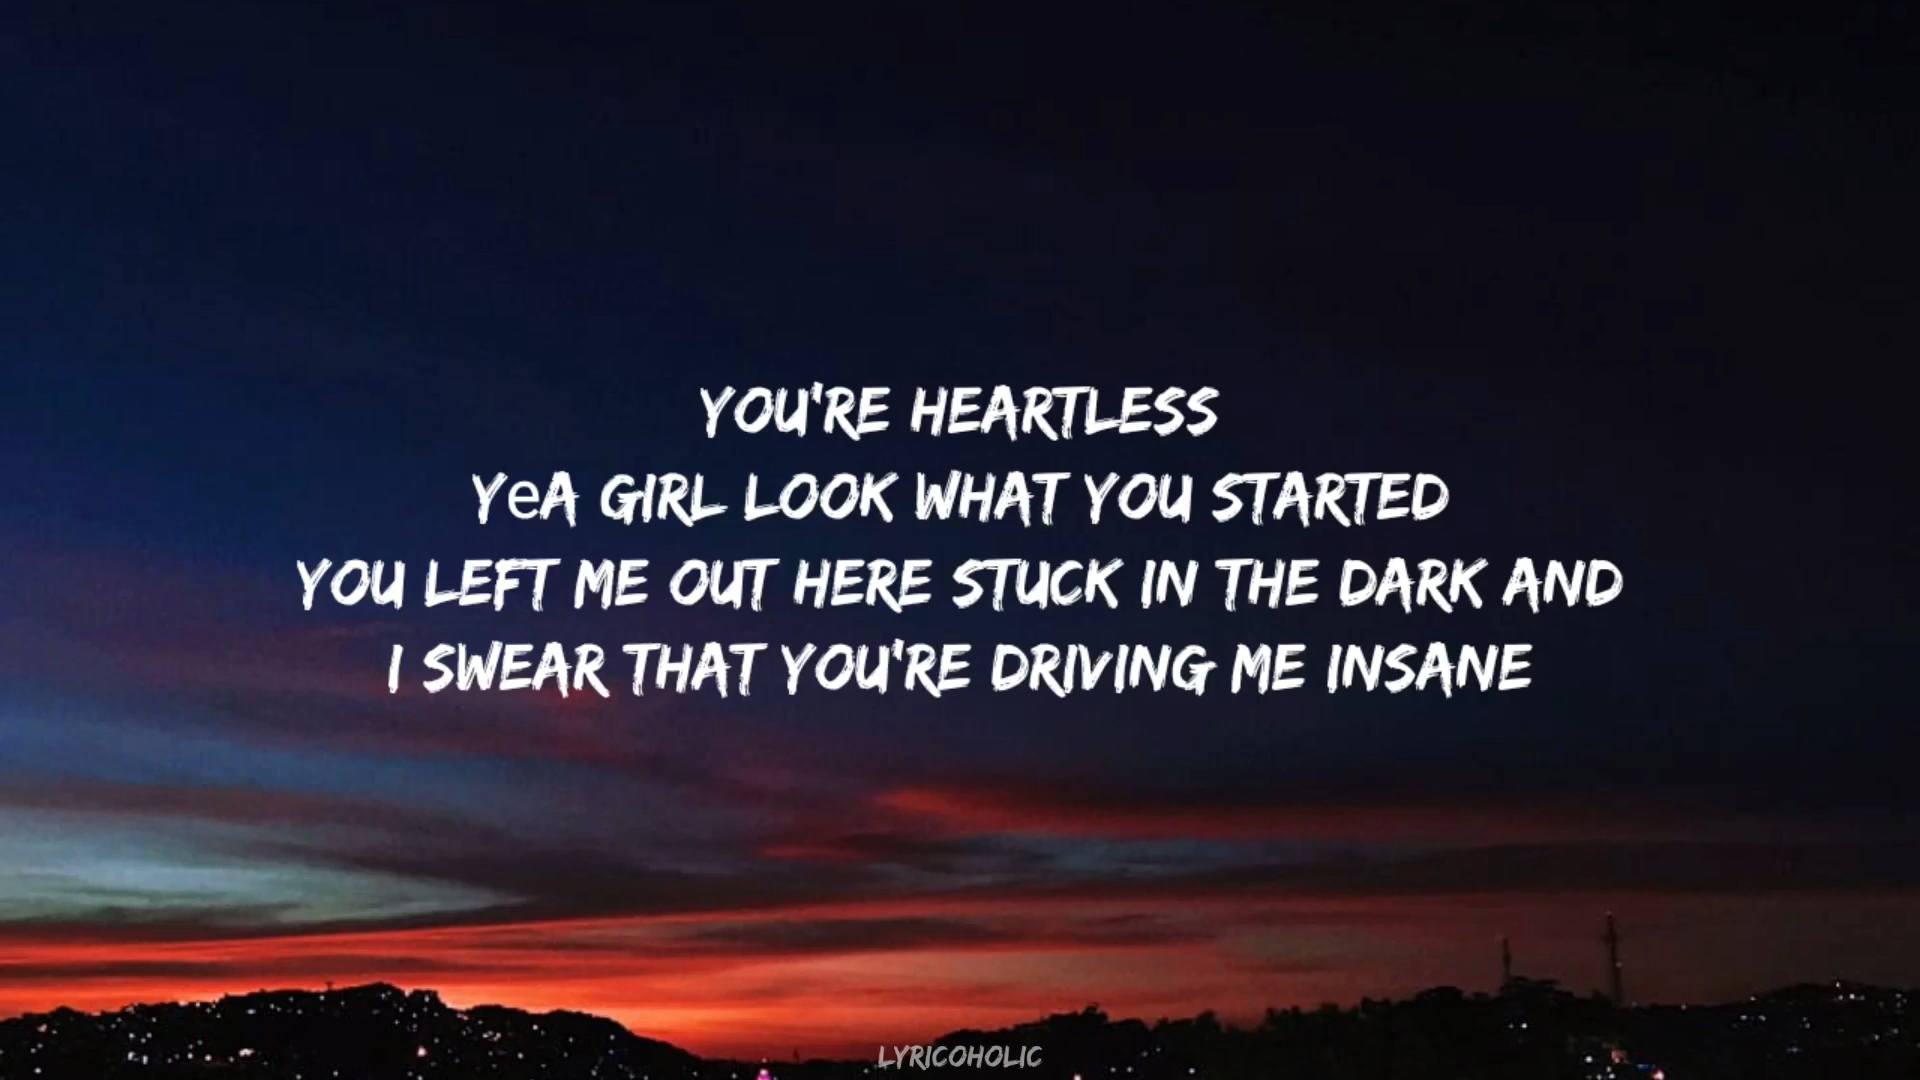 YOU'RE HEARTLESS
YeA GIRL LOOK WHAT YOU STARTED
YOU LEFT ME OUT HERE STUCK IN THE DARK AND
I SWEAR THAT YOU'RE DRIVING ME INSANE
LYRICOHOLIC